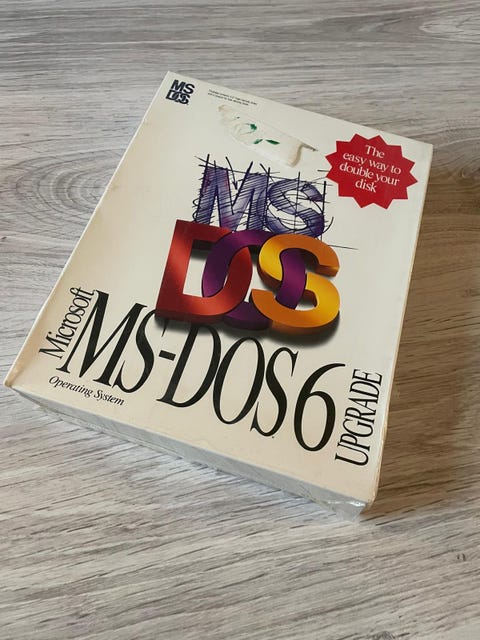 MS
DOS
The
easy way to
double your
disk
MS
DOS
Microsoft
MS-DOS 6
UPGRADE
Operating System